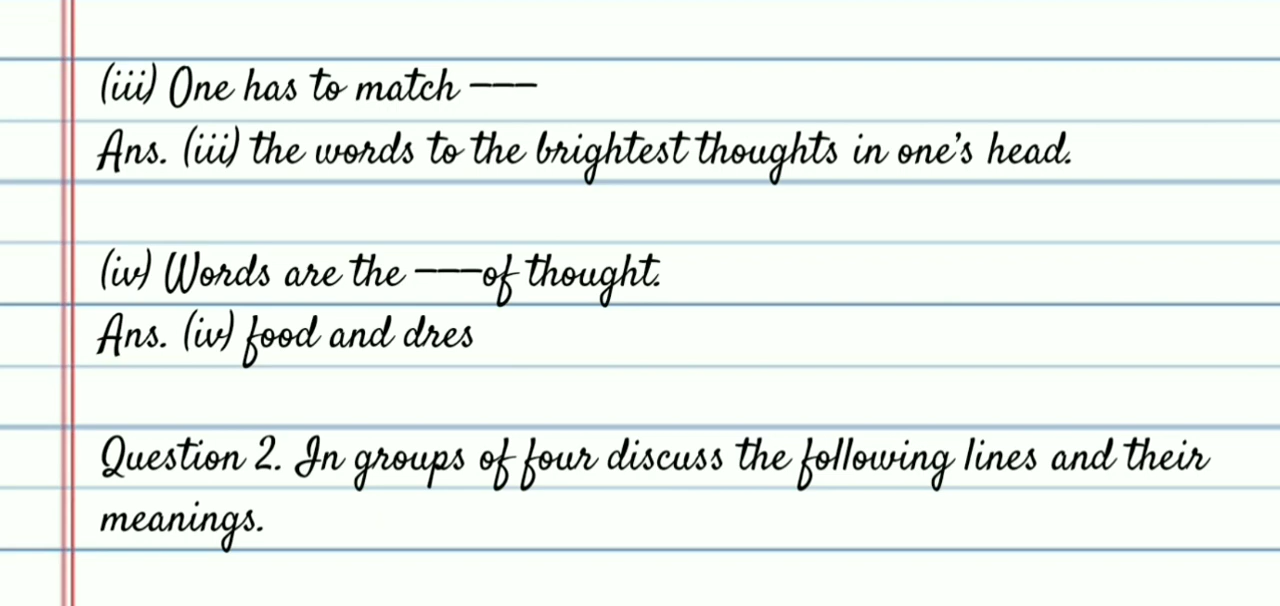 (iii) One has to match ———
Ans. (iii) the words to the brightest thoughts in one's head.
(iv) Words are the ———of thought.
Ans. (iv) food and dres
Question 2. In groups of four discuss the following lines and their
meanings.